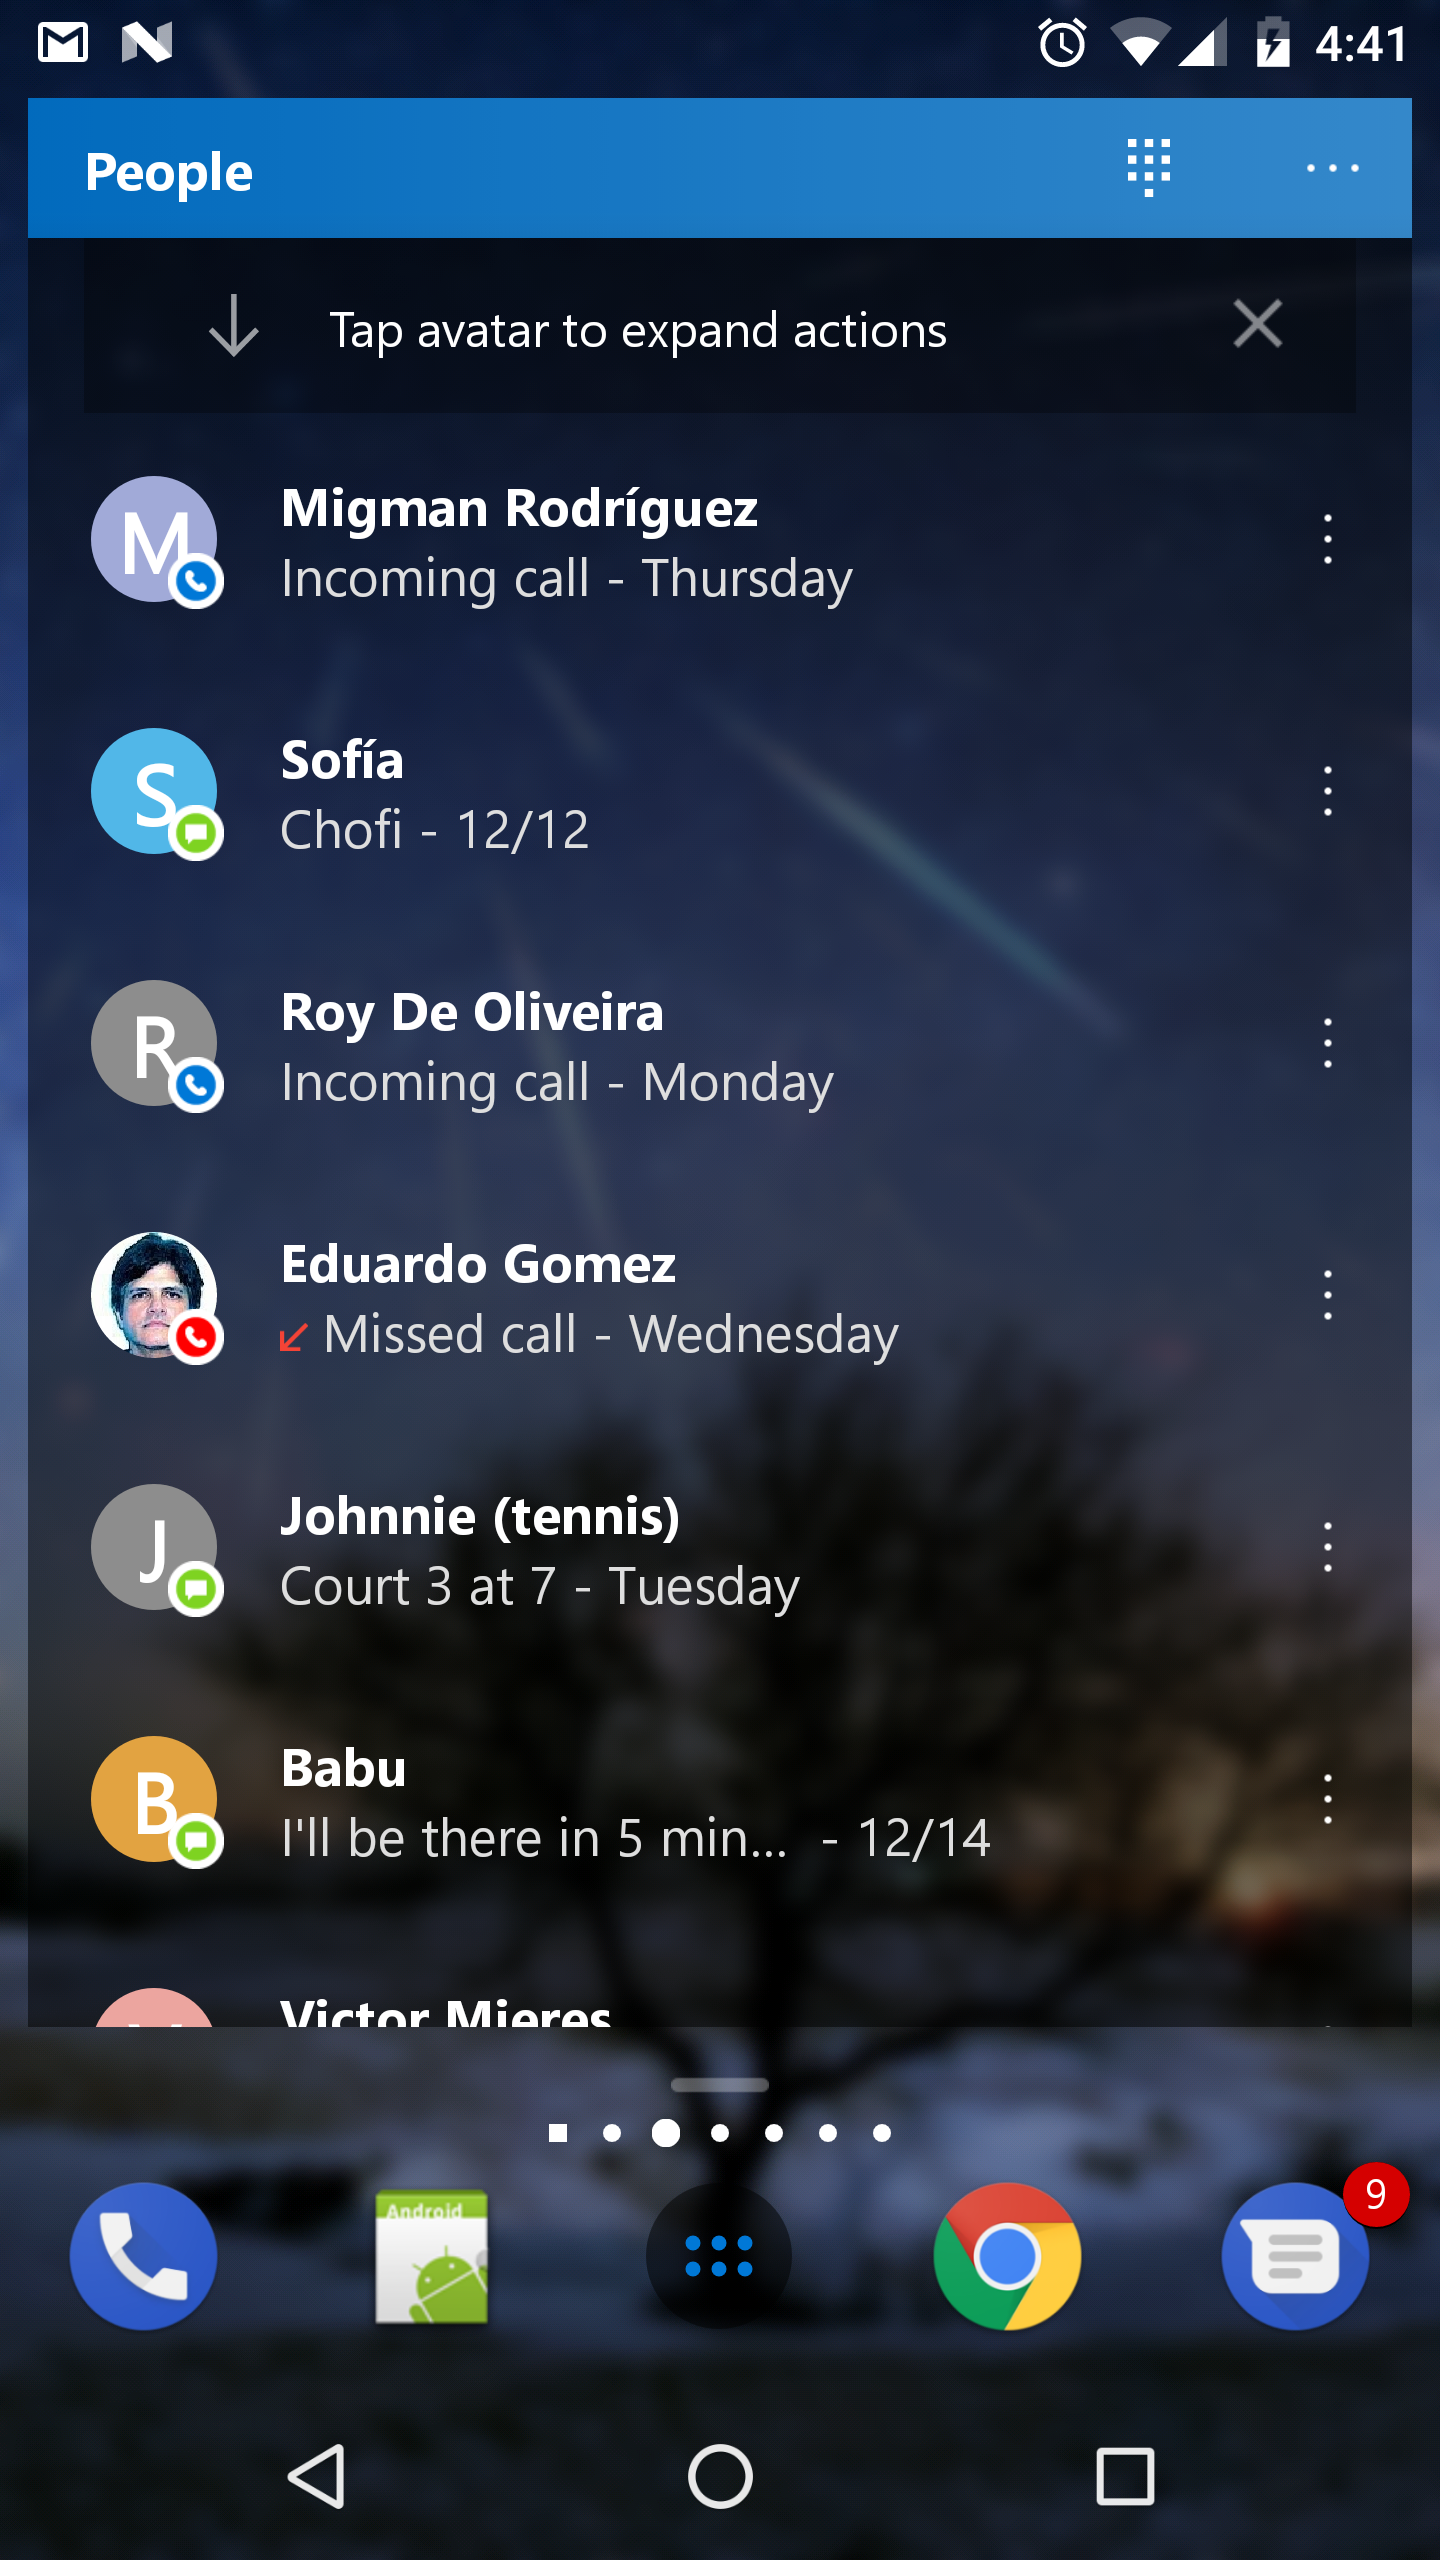 4:41
People
Tap avatar to expand actions
M
Migman Rodríguez
Incoming call - Thursday
S
Sofía
Chofi - 12/12
R
Roy De Oliveira
Incoming call - Monday
Eduardo Gomez
Missed call - Wednesday
J
Johnnie (tennis)
Court 3 at 7 - Tuesday
B
Babu
I'll be there in 5 min... - 12/14
Victor Mieres
Android
9